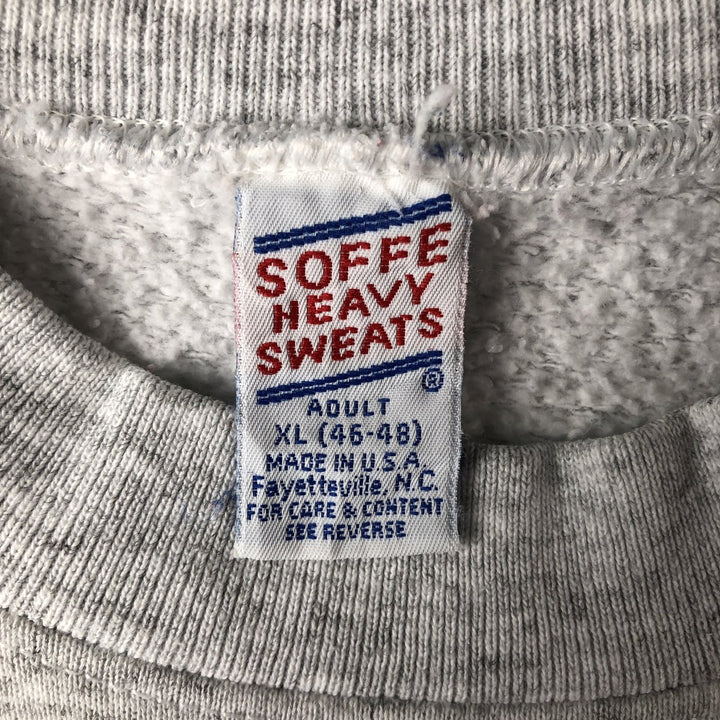 SOFFE
HEAVY
SWEATS
®
ADULT
XL (46-48)
MADE IN U.S.A.
Fayetteville, N.C.
FOR CARE & CONTENT
SEE REVERSE